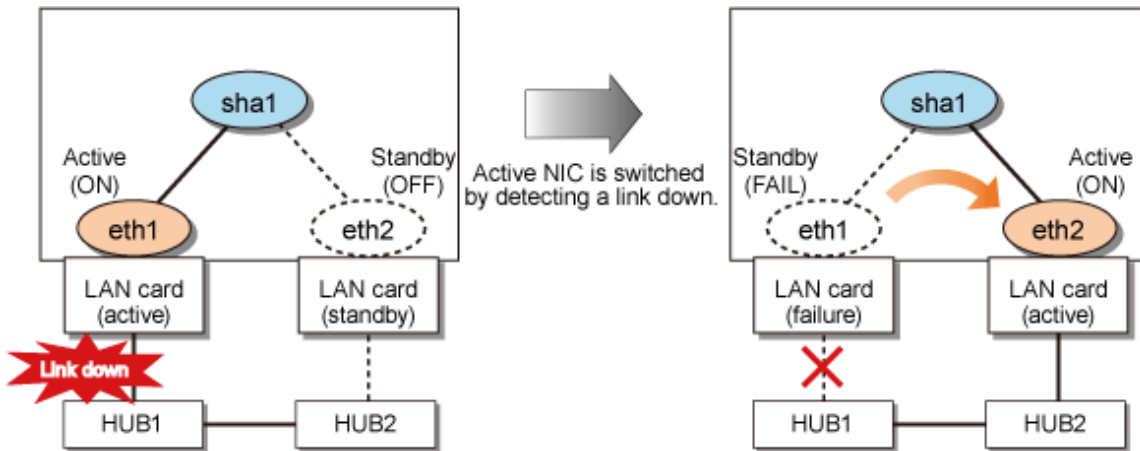 sha1
Active
(ON)
Standby
(OFF)
eth1
eth2
LAN card
(active)
LAN card
(standby)
Link down
HUB1
HUB2
Active NIC is switched
by detecting a link down.
sha1
Standby
(FAIL)
Active
(ON)
eth1
eth2
LAN card
(failure)
LAN card
(active)
HUB1
HUB2